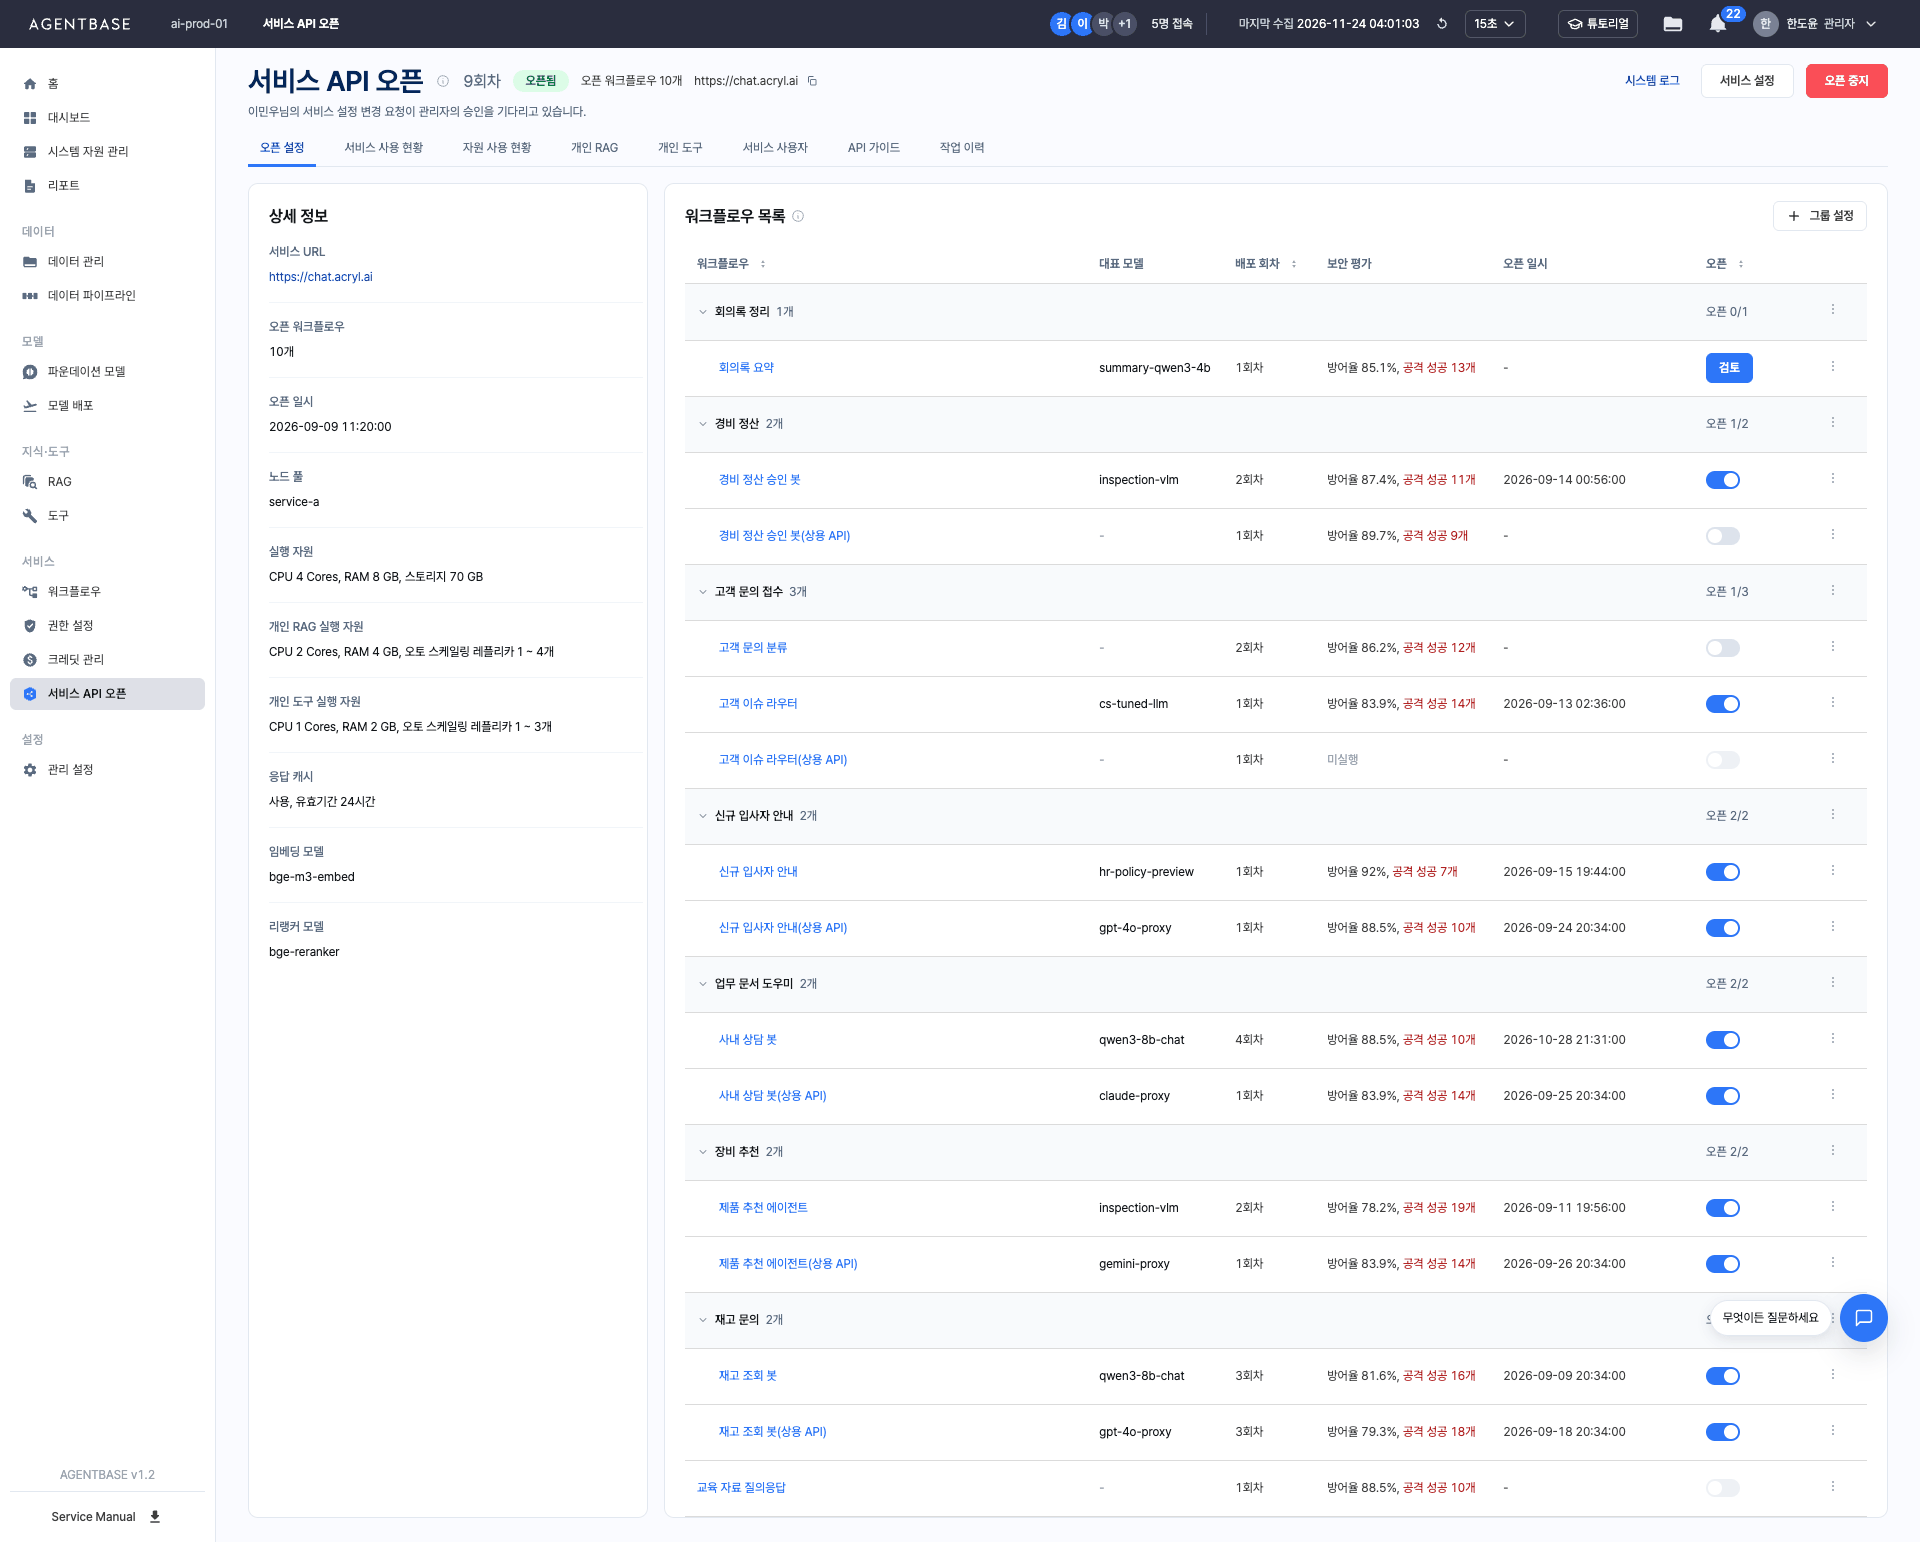 AGENTBASE ai-prod-01 서비스 API 오픈 김 이 박 +1 5명 접속 마지막 수집 2026-11-24 04:01:03 15초 튜토리얼 22 한 한도윤 관리자
홈
대시보드
시스템 자원 관리
리포트
데이터
데이터 관리
데이터 파이프라인
모델
파운데이션 모델
모델 배포
지식·도구
RAG
도구
서비스
워크플로우
권한 설정
크레딧 관리
서비스 API 오픈
설정
관리 설정
AGENTBASE v1.2
Service Manual
서비스 API 오픈 9회차 오픈됨 오픈 워크플로우 10개 https://chat.acryl.ai 시스템 로그 서비스 설정 오픈 중지
이민우님의 서비스 설정 변경 요청이 관리자의 승인을 기다리고 있습니다.
오픈 설정 서비스 사용 현황 자원 사용 현황 개인 RAG 개인 도구 서비스 사용자 API 가이드 작업 이력
상세 정보
서비스 URL
https://chat.acryl.ai
오픈 워크플로우
10개
오픈 일시
2026-09-09 11:20:00
노드 풀
service-a
실행 자원
CPU 4 Cores, RAM 8 GB, 스토리지 70 GB
개인 RAG 실행 자원
CPU 2 Cores, RAM 4 GB, 오토 스케일링 레플리카 1 ~ 4개
개인 도구 실행 자원
CPU 1 Cores, RAM 2 GB, 오토 스케일링 레플리카 1 ~ 3개
응답 캐시
사용, 유효기간 24시간
임베딩 모델
bge-m3-embed
리랭커 모델
bge-reranker
워크플로우 목록 그룹 설정
워크플로우 대표 모델 배포 회차 보안 평가 오픈 일시 오픈
회의록 정리 1개 오픈 0/1
회의록 요약 summary-qwen3-4b 1회차 방어율 85.1%, 공격 성공 13개 - 검토
경비 정산 2개 오픈 1/2
경비 정산 승인 봇 inspection-vlm 2회차 방어율 87.4%, 공격 성공 11개 2026-09-14 00:56:00
경비 정산 승인 봇(상용 API) - 1회차 방어율 89.7%, 공격 성공 9개 -
고객 문의 접수 3개 오픈 1/3
고객 문의 분류 - 2회차 방어율 86.2%, 공격 성공 12개 -
고객 이슈 라우터 cs-tuned-llm 1회차 방어율 83.9%, 공격 성공 14개 2026-09-13 02:36:00
고객 이슈 라우터(상용 API) - 1회차 미실행 -
신규 입사자 안내 2개 오픈 2/2
신규 입사자 안내 hr-policy-preview 1회차 방어율 92%, 공격 성공 7개 2026-09-15 19:44:00
신규 입사자 안내(상용 API) gpt-4o-proxy 1회차 방어율 88.5%, 공격 성공 10개 2026-09-24 20:34:00
업무 문서 도우미 2개 오픈 2/2
사내 상담 봇 qwen3-8b-chat 4회차 방어율 88.5%, 공격 성공 10개 2026-10-28 21:31:00
사내 상담 봇(상용 API) claude-proxy 1회차 방어율 83.9%, 공격 성공 14개 2026-09-25 20:34:00
장비 추천 2개 오픈 2/2
제품 추천 에이전트 inspection-vlm 2회차 방어율 78.2%, 공격 성공 19개 2026-09-11 19:56:00
제품 추천 에이전트(상용 API) gemini-proxy 1회차 방어율 83.9%, 공격 성공 14개 2026-09-26 20:34:00
재고 문의 2개 무엇이든 질문하세요
재고 조회 봇 qwen3-8b-chat 3회차 방어율 81.6%, 공격 성공 16개 2026-09-09 20:34:00
재고 조회 봇(상용 API) gpt-4o-proxy 3회차 방어율 79.3%, 공격 성공 18개 2026-09-18 20:34:00
교육 자료 질의응답 - 1회차 방어율 88.5%, 공격 성공 10개 -